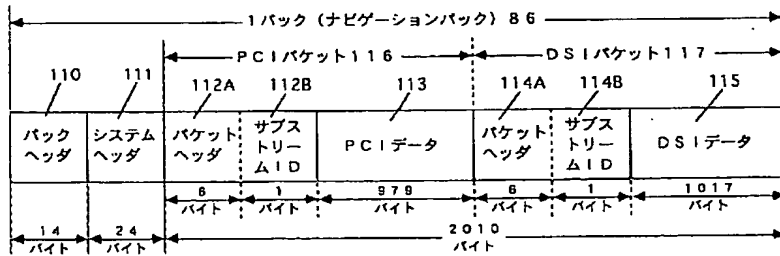 1パック（ナビゲーションパック）86
PCIパケット116
DSIパケット117
110
111
112A
112B
113
114A
114B
115
パック
ヘッダ
システム
ヘッダ
パケット
ヘッダ
サブス
トリー
ムID
PCIデータ
パケット
ヘッダ
サブス
トリー
ムID
DSIデータ
6
バイト
1
バイト
979
バイト
6
バイト
1
バイト
1017
バイト
14
バイト
24
バイト
2010
バイト